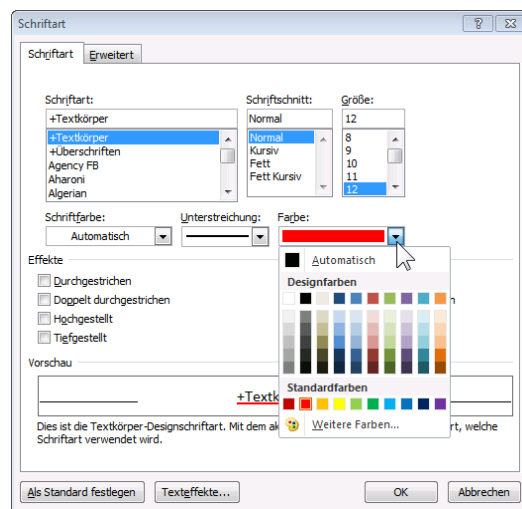 Schriftart
Schriftart Erweitert
Schriftart: Schriftschnitt: Größe:
+Textkörper Normal 12
+Textkörper Normal 8
+Überschriften Kursiv 9
Agency FB Fett 10
Aharoni Fett Kursiv 11
Algerian 12
Schriftfarbe: Unterstreichung: Farbe:
Automatisch
Automatisch
Effekte
Designfarben
Durchgestrichen
Doppelt durchgestrichen
Hochgestellt
Tiefgestellt
Vorschau
Standardfarben
+Textk
Weitere Farben...
Dies ist die Textkörper-Designschriftart. Mit dem ak rt, welche
Schriftart verwendet wird.
Als Standard festlegen Texteffekte... OK Abbrechen